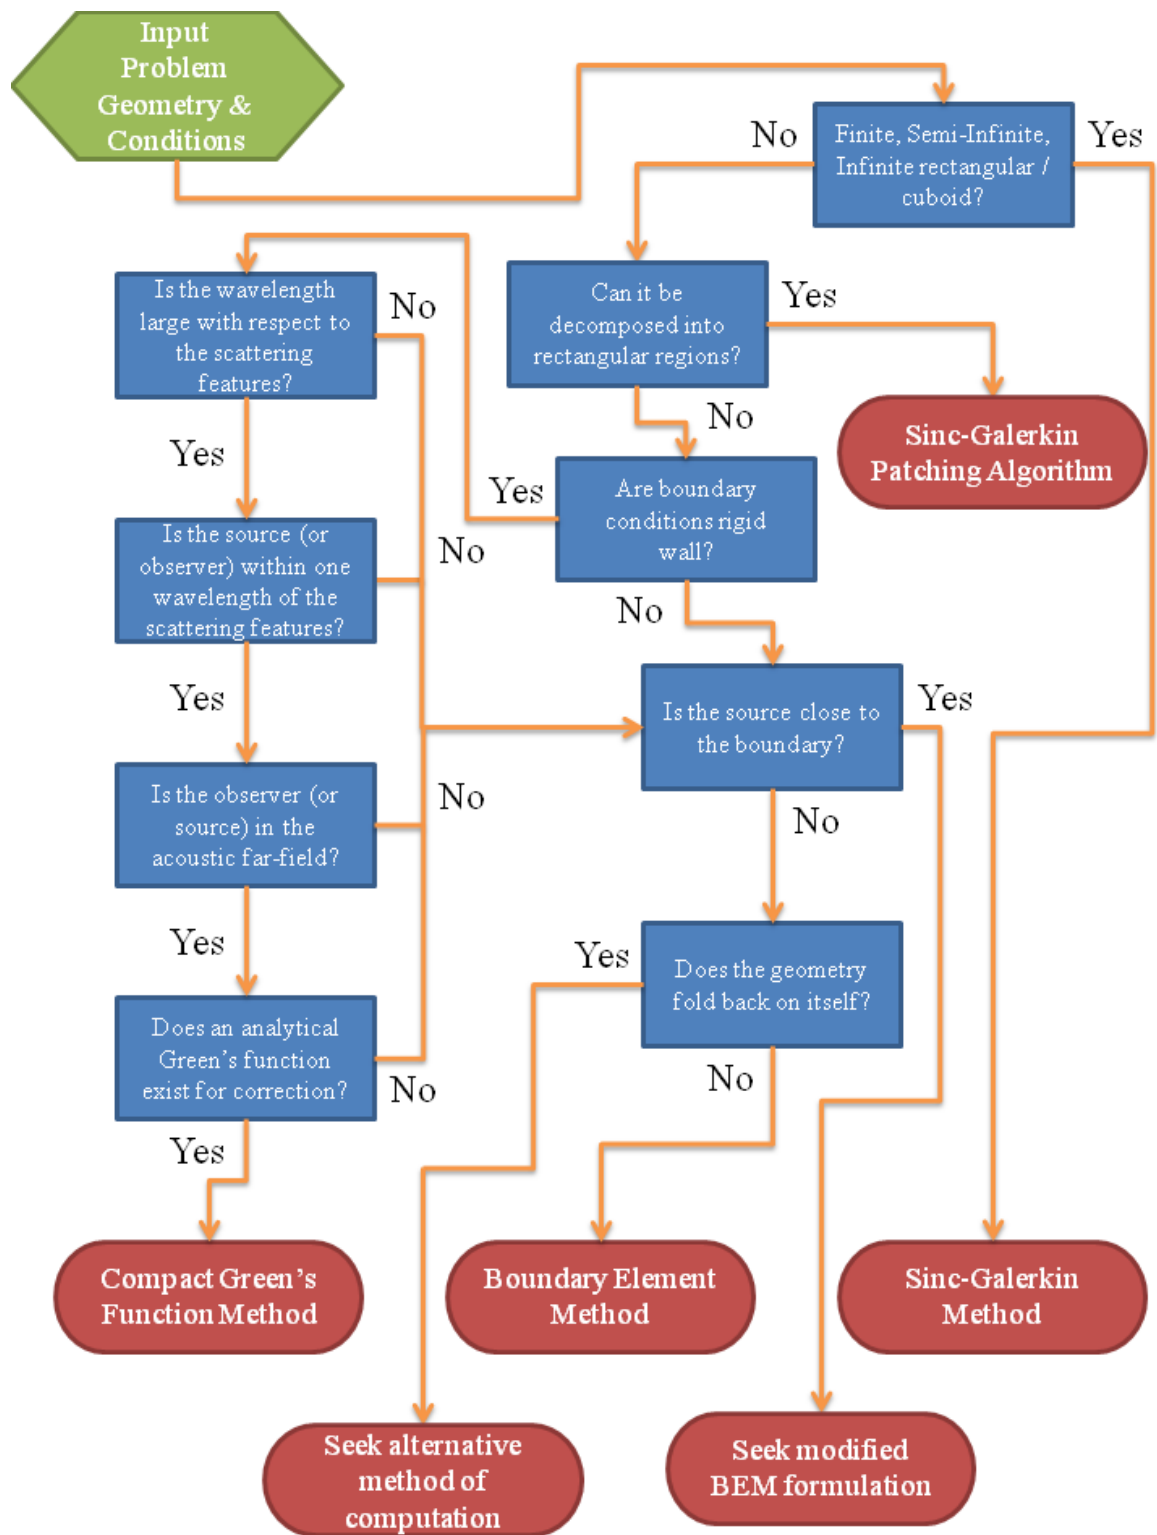 Input
Problem
Geometry &
Conditions
No
Finite, Semi-Infinite,
Infinite rectangular /
cuboid?
Yes
Is the wavelength
large with respect to
the scattering
features?
No
Can it be
decomposed into
rectangular regions?
Yes
No
Sinc-Galerkin
Patching Algorithm
Yes
Yes
Are boundary
conditions rigid
wall?
Is the source (or
observer) within one
wavelength of the
scattering features?
No
No
Yes
Is the source close to
the boundary?
Yes
Is the observer (or
source) in the
acoustic far-field?
No
No
Yes
Yes
Does the geometry
fold back on itself?
Does an analytical
Green's function
exist for correction?
No
No
Yes
Compact Green's
Function Method
Boundary Element
Method
Sinc-Galerkin
Method
Seek alternative
method of
computation
Seek modified
BEM formulation